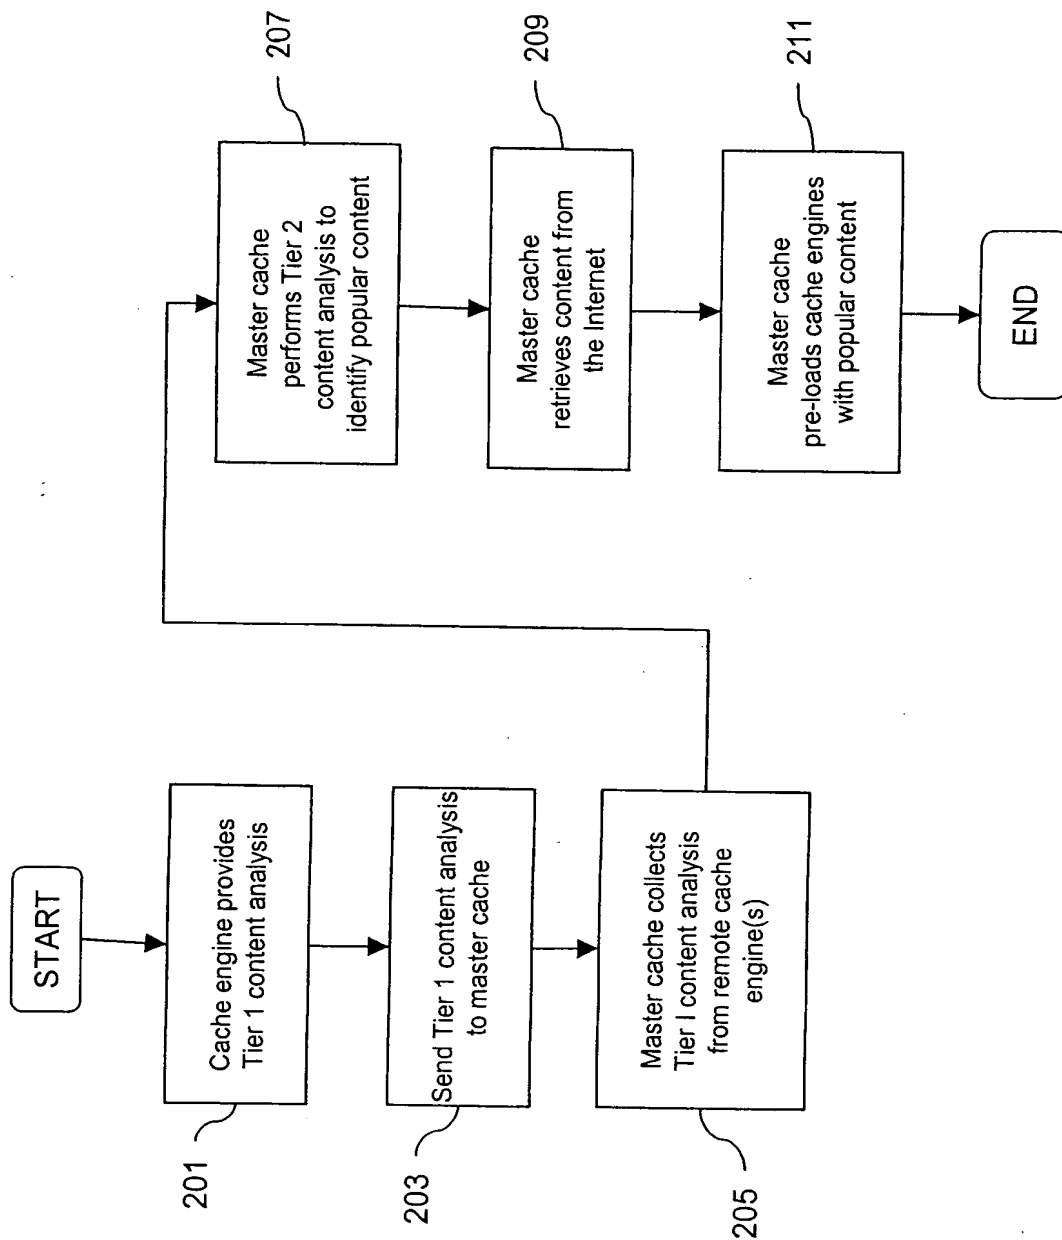 START
Cache engine provides
Tier 1 content analysis
201
Send Tier 1 content analysis
to master cache
203
Master cache collects
Tier I content analysis
from remote cache
engine(s)
205
Master cache
performs Tier 2
content analysis to
identify popular content
207
Master cache
retrieves content from
the Internet
209
Master cache
pre-loads cache engines
with popular content
211
END